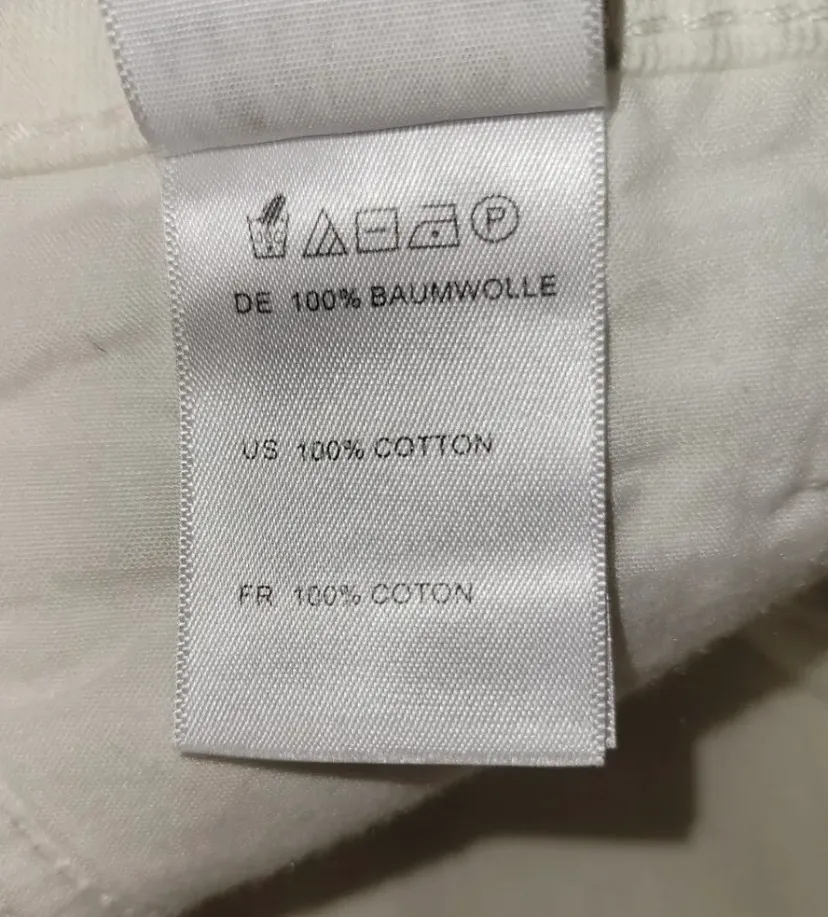 P
DE 100% BAUMWOLLE
US 100% COTTON
FR 100% COTON